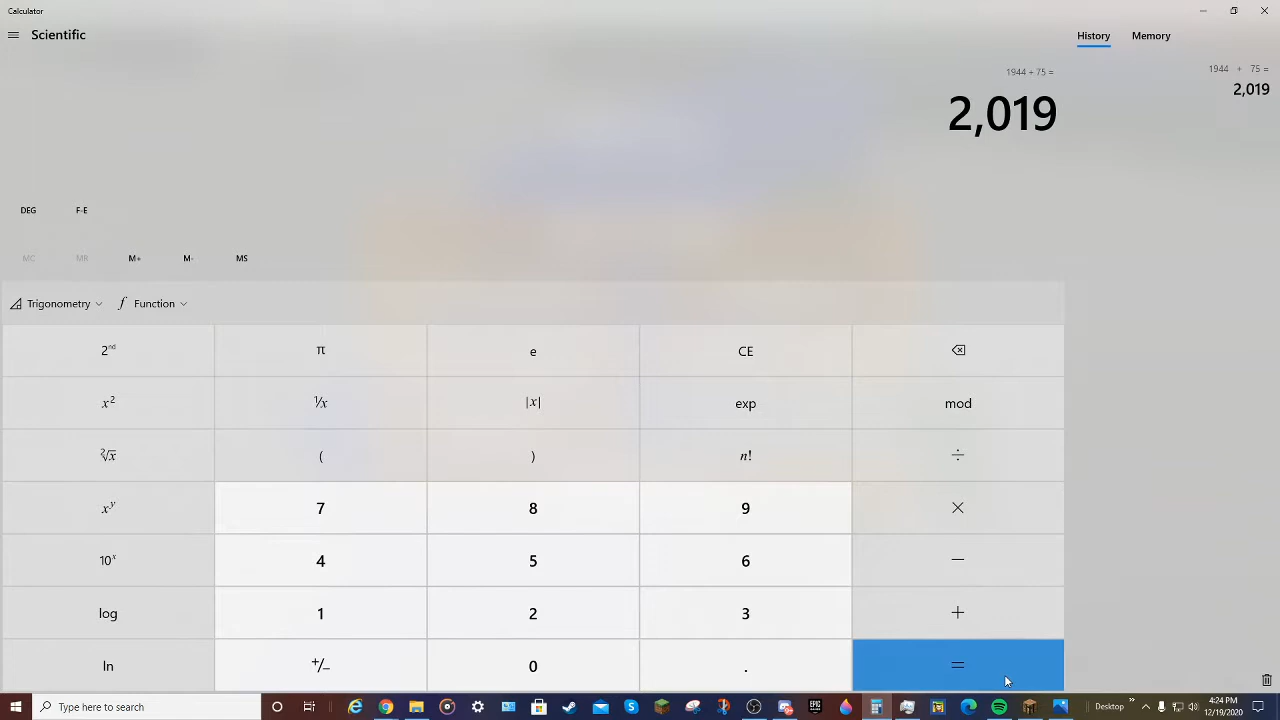 Calculator
Scientific
History Memory
1944 + 75 =
2,019
1944 + 75 =
2,019
DEG F-E
MC MR M+ M- MS
Trigonometry f Function
2nd π e CE
x² ¹/x |x| exp mod
²√x ( ) n! ÷
xʸ 7 8 9 ×
10ˣ 4 5 6 −
log 1 2 3 +
ln +/− 0 . =
Type here to search
Desktop
4:24 PM
12/19/2020